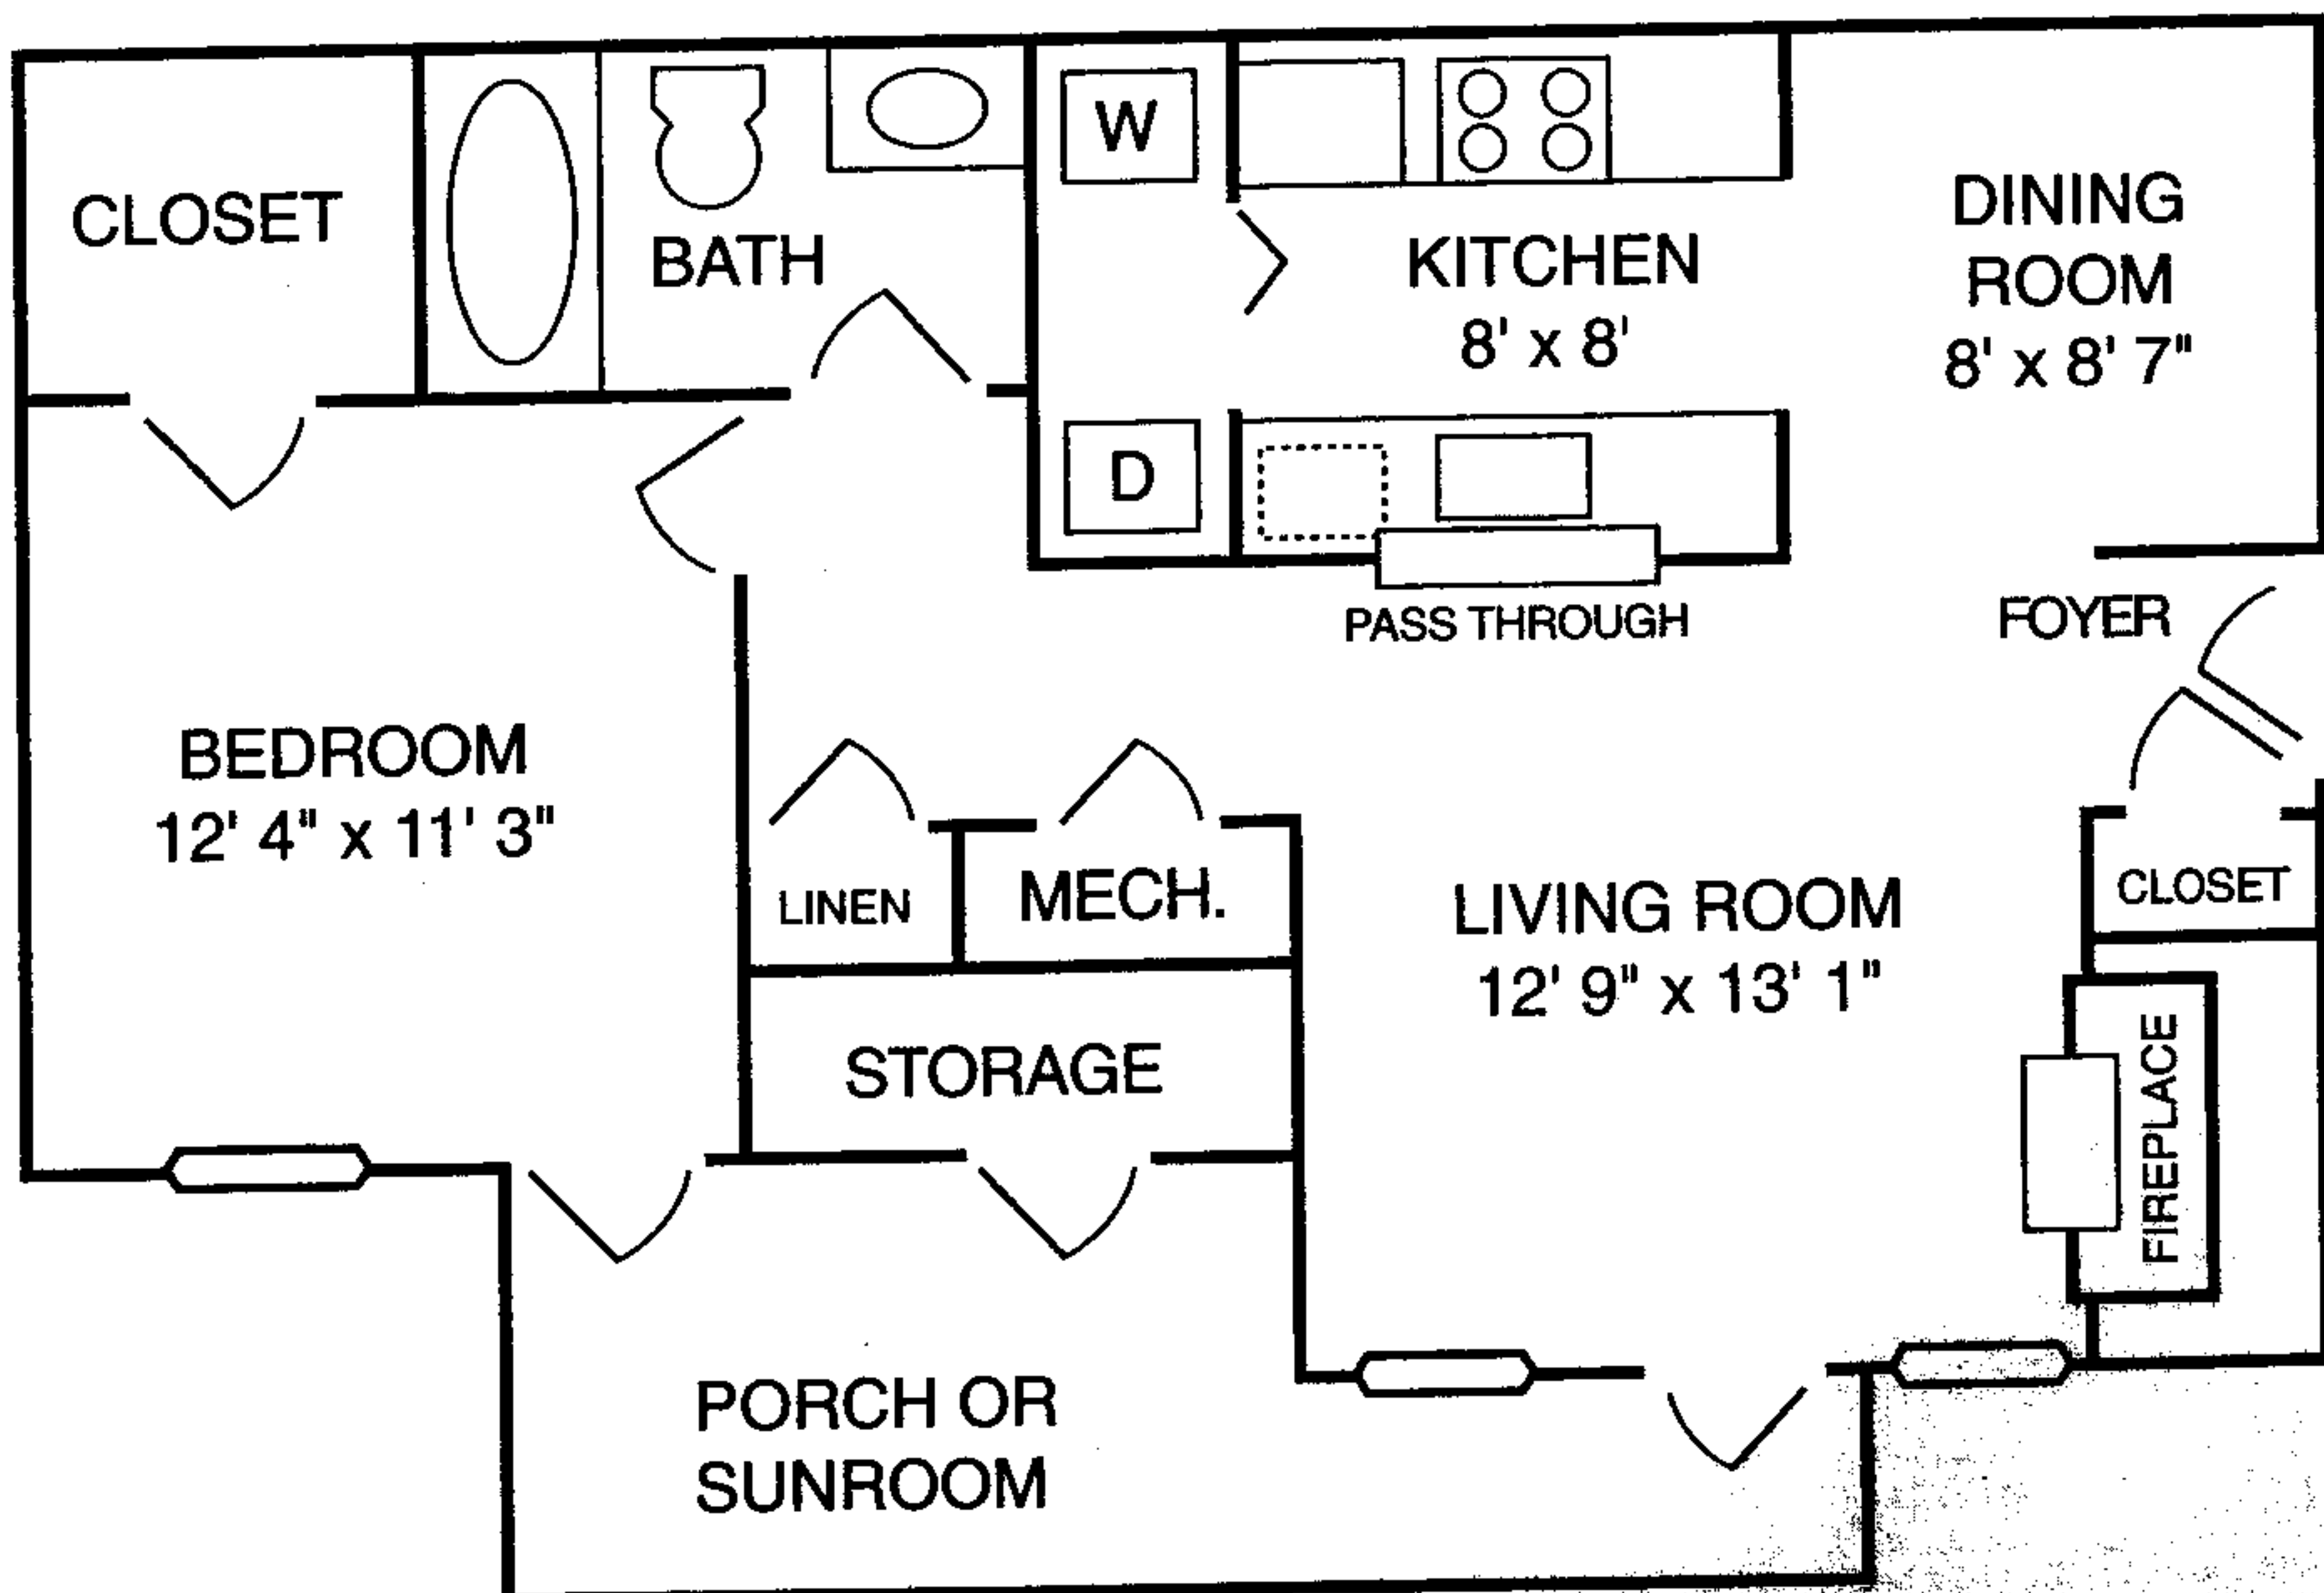 CLOSET
BATH
W
KITCHEN
8' x 8'
DINING
ROOM
8' x 8' 7"
D
PASS THROUGH
FOYER
BEDROOM
12' 4" x 11' 3"
LINEN
MECH.
LIVING ROOM
12' 9" x 13' 1"
CLOSET
STORAGE
FIREPLACE
PORCH OR
SUNROOM